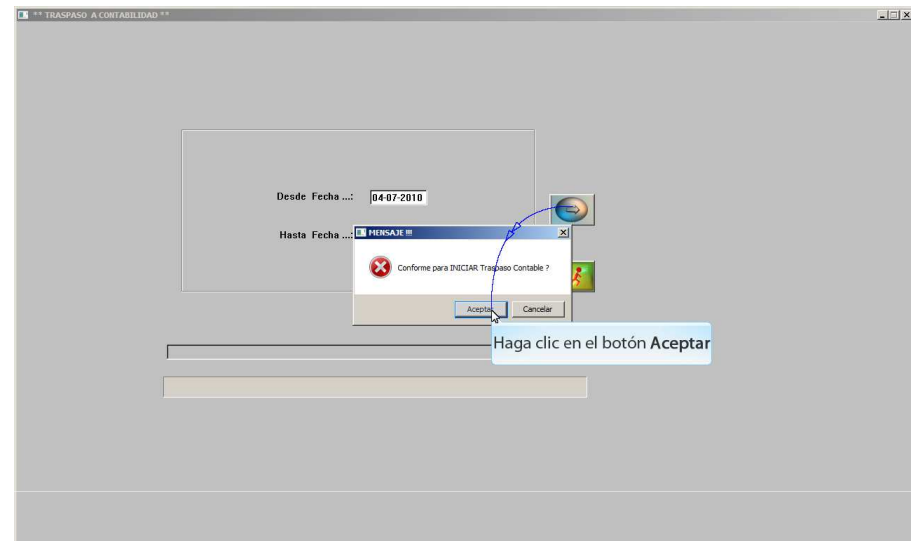 ** TRASPASO A CONTABILIDAD **
Desde Fecha ...: 04-07-2010
Hasta Fecha ...:
MENSAJE !!!
Conforme para INICIAR Traspaso Contable ?
Aceptar Cancelar
Haga clic en el botón Aceptar